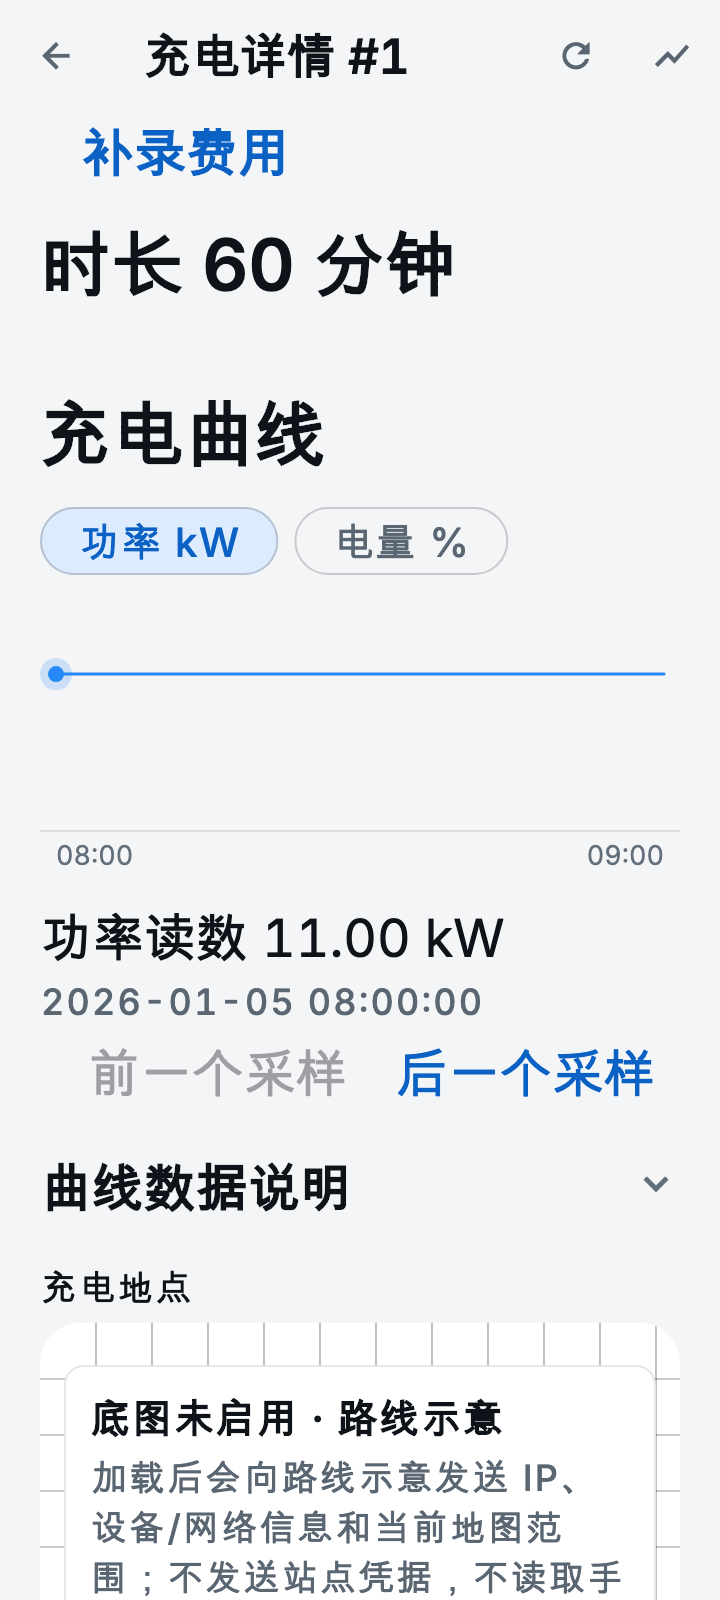 充电详情 #1
补录费用
时长 60 分钟
充电曲线
功率 kW
电量 %
08:00
09:00
功率读数 11.00 kW
2026-01-05 08:00:00
前一个采样 后一个采样
曲线数据说明
充电地点
底图未启用 · 路线示意
加载后会向路线示意发送 IP、
设备/网络信息和当前地图范
围；不发送站点凭据，不读取手